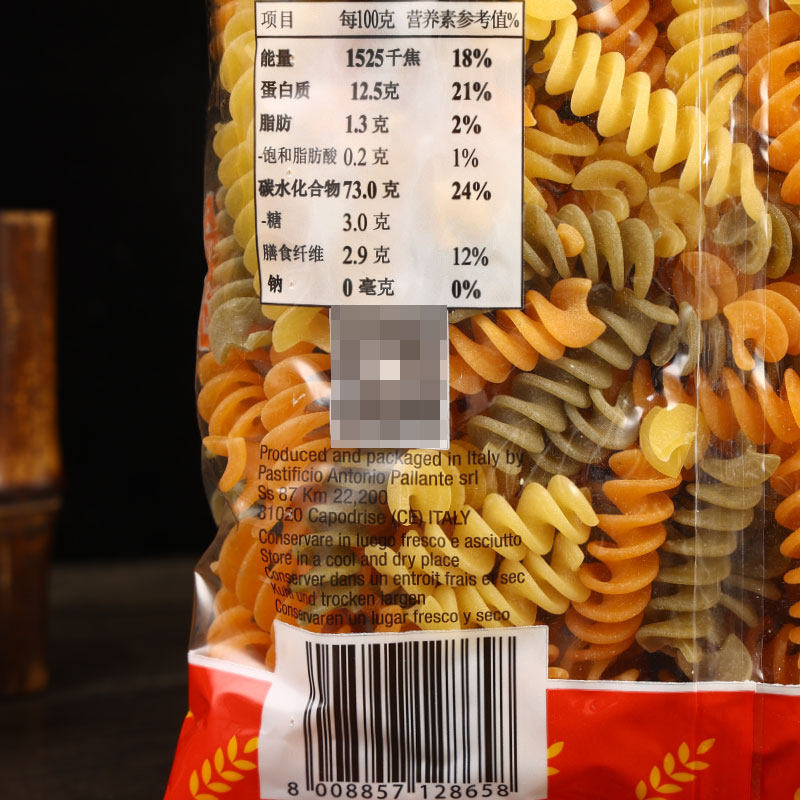 项目 每100克 营养素参考值%
能量 1525千焦 18%
蛋白质 12.5克 21%
脂肪 1.3 克 2%
-饱和脂肪酸 0.2 克 1%
碳水化合物 73.0 克 24%
-糖 3.0 克
膳食纤维 2.9 克 12%
钠 0 毫克 0%
Produced and packaged in Italy by
Pastificio Antonio Pallante srl
Ss 87 Km 22,200
81020 Capodrise (CE) ITALY
Conservare in luogo fresco e asciutto
Store in a cool and dry place
Conserver dans un entroit frais et sec
Kuhl und trocken largen
Conservaren un lugar fresco y seco
8 008857 128658